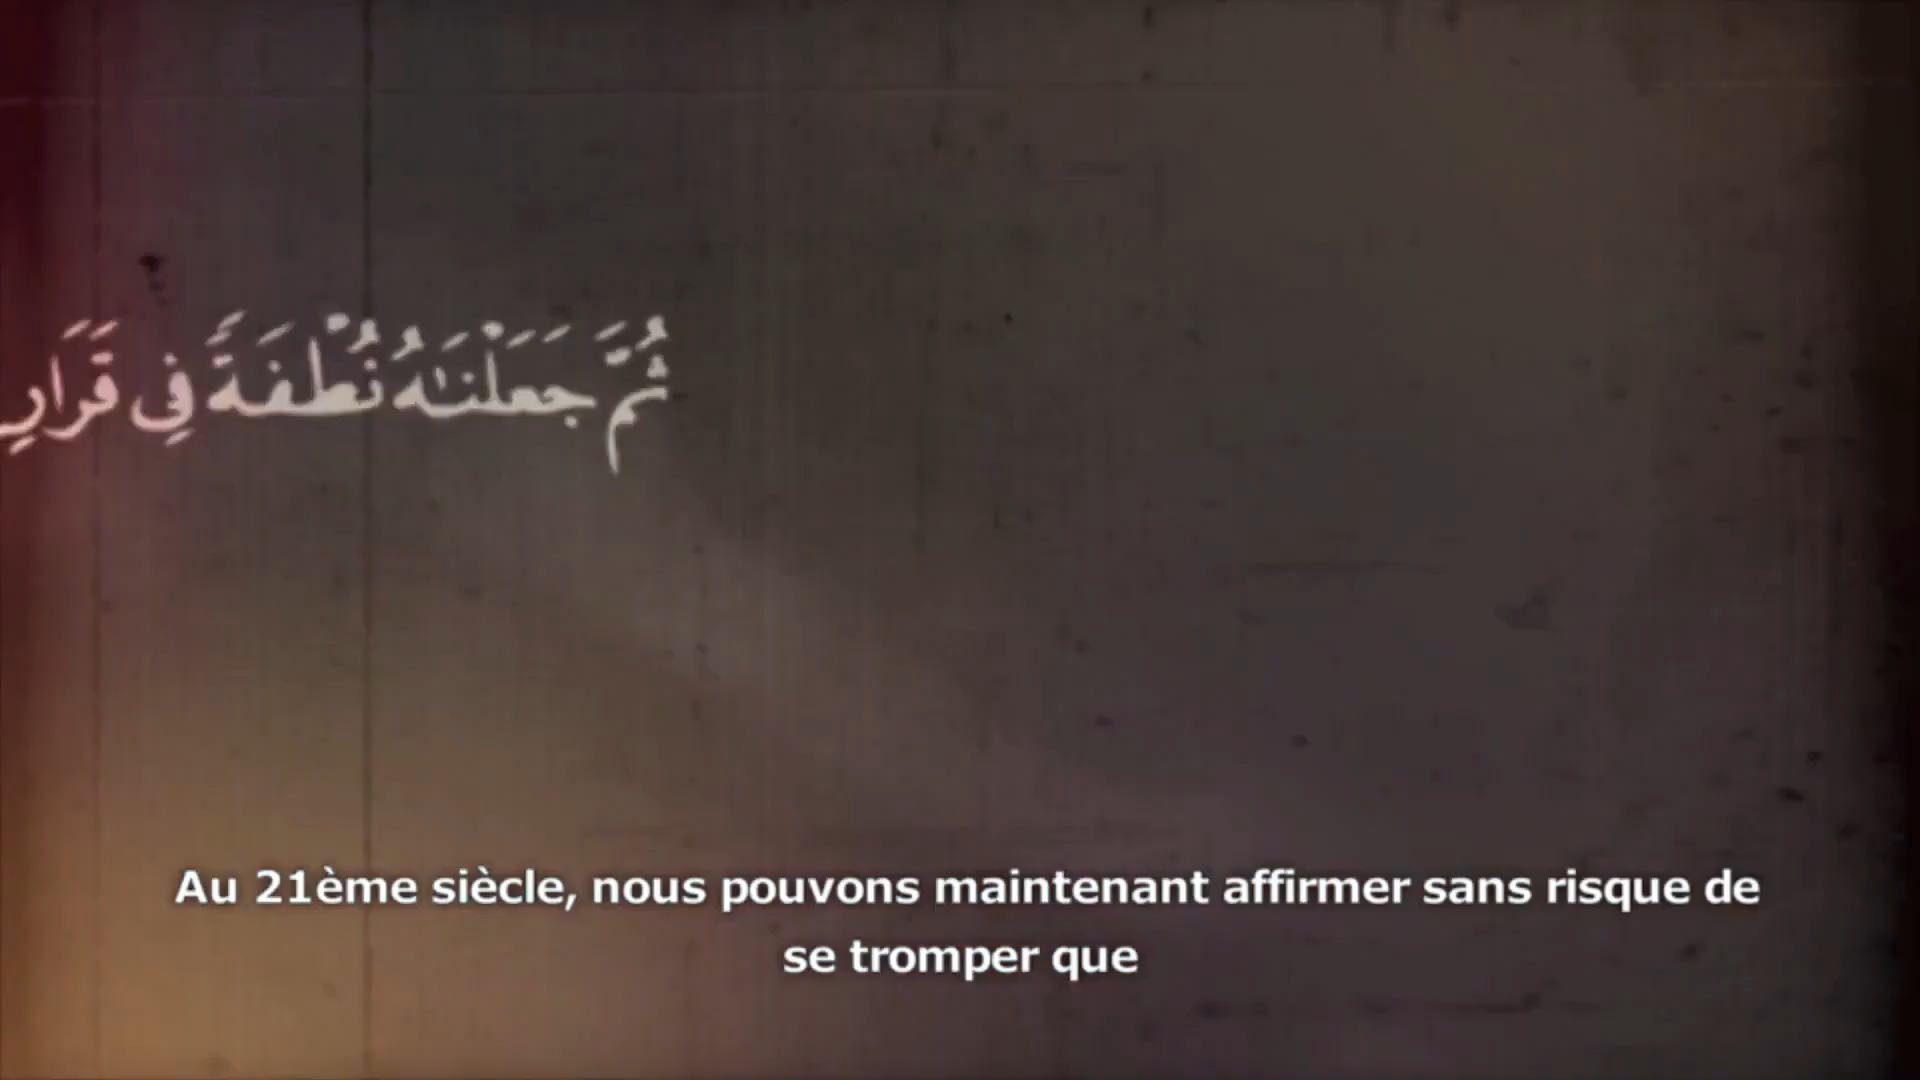 ثُمَّ جَعَلْنَٰهُ نُطْفَةً فِى قَرَارٍ
Au 21ème siècle, nous pouvons maintenant affirmer sans risque de
se tromper que